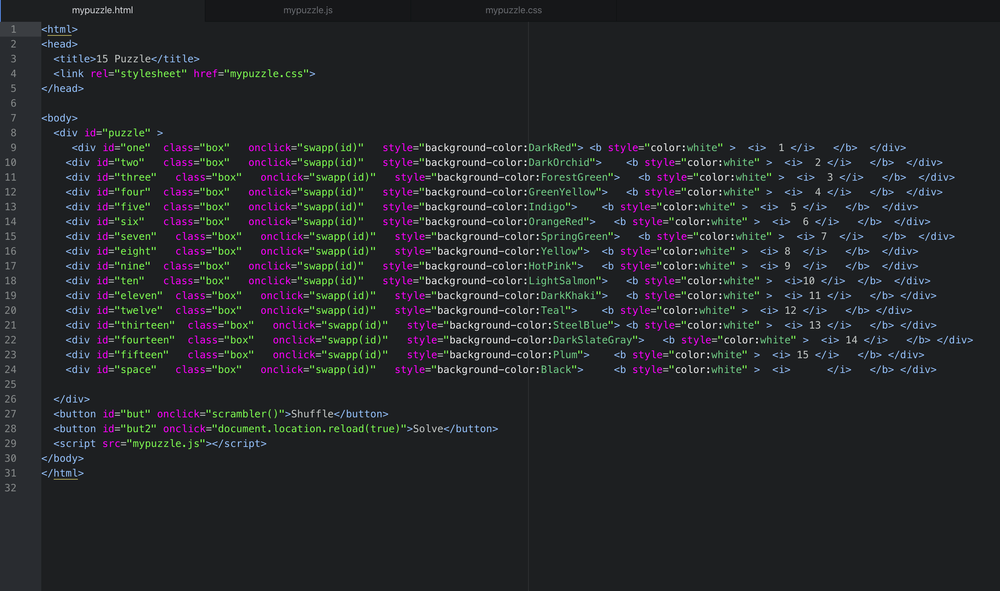 mypuzzle.html mypuzzle.js mypuzzle.css
1 <html>
2 <head>
3   <title>15 Puzzle</title>
4   <link rel="stylesheet" href="mypuzzle.css">
5 </head>
6
7 <body>
8   <div id="puzzle" >
9      <div id="one"  class="box"   onclick="swapp(id)"   style="background-color:DarkRed"> <b style="color:white" >  <i>  1 </i>   </b>  </div>
10     <div id="two"   class="box"   onclick="swapp(id)"   style="background-color:DarkOrchid">    <b style="color:white" >  <i>  2 </i>   </b>  </div>
11     <div id="three"   class="box"   onclick="swapp(id)"   style="background-color:ForestGreen">   <b style="color:white" >  <i>  3 </i>   </b>  </div>
12     <div id="four"  class="box"   onclick="swapp(id)"   style="background-color:GreenYellow">   <b style="color:white" >  <i>  4 </i>   </b>  </div>
13     <div id="five"  class="box"   onclick="swapp(id)"   style="background-color:Indigo">    <b style="color:white" >  <i>  5 </i>   </b>  </div>
14     <div id="six"   class="box"   onclick="swapp(id)"   style="background-color:OrangeRed">   <b style="color:white" >  <i>  6 </i>   </b>  </div>
15     <div id="seven"   class="box"   onclick="swapp(id)"   style="background-color:SpringGreen">   <b style="color:white" >  <i> 7  </i>   </b>  </div>
16     <div id="eight"   class="box"   onclick="swapp(id)"   style="background-color:Yellow">  <b style="color:white" >  <i> 8  </i>   </b>  </div>
17     <div id="nine"  class="box"   onclick="swapp(id)"   style="background-color:HotPink">   <b style="color:white" >  <i> 9  </i>   </b>  </div>
18     <div id="ten"   class="box"   onclick="swapp(id)"   style="background-color:LightSalmon">   <b style="color:white" >  <i>10 </i>  </b>  </div>
19     <div id="eleven"  class="box"   onclick="swapp(id)"   style="background-color:DarkKhaki">   <b style="color:white" >  <i> 11 </i>   </b> </div>
20     <div id="twelve"  class="box"   onclick="swapp(id)"   style="background-color:Teal">    <b style="color:white" >  <i> 12 </i>   </b> </div>
21     <div id="thirteen"  class="box"   onclick="swapp(id)"   style="background-color:SteelBlue"> <b style="color:white" >  <i> 13 </i>   </b> </div>
22     <div id="fourteen"  class="box"   onclick="swapp(id)"   style="background-color:DarkSlateGray">   <b style="color:white" >  <i> 14 </i>   </b> </div>
23     <div id="fifteen"   class="box"   onclick="swapp(id)"   style="background-color:Plum">    <b style="color:white" >  <i> 15 </i>   </b> </div>
24     <div id="space"   class="box"   onclick="swapp(id)"   style="background-color:Black">     <b style="color:white" >  <i>      </i>   </b> </div>
25
26   </div>
27   <button id="but" onclick="scrambler()">Shuffle</button>
28   <button id="but2" onclick="document.location.reload(true)">Solve</button>
29   <script src="mypuzzle.js"></script>
30 </body>
31 </html>
32